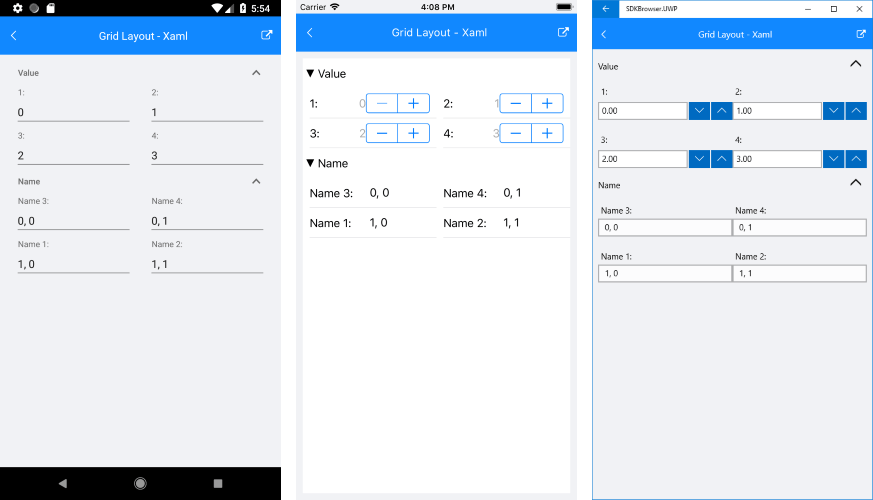 5:54
Grid Layout - Xaml
Value
1: 2:
0 1
3: 4:
2 3
Name
Name 3: Name 4:
0, 0 0, 1
Name 1: Name 2:
1, 0 1, 1
Carrier 4:08 PM
Grid Layout - Xaml
Value
1: 0 2: 1
3: 2 4: 3
Name
Name 3: 0, 0 Name 4: 0, 1
Name 1: 1, 0 Name 2: 1, 1
SDKBrowser.UWP
Grid Layout - Xaml
Value
1: 2:
0.00 1.00
3: 4:
2.00 3.00
Name
Name 3: Name 4:
0, 0 0, 1
Name 1: Name 2:
1, 0 1, 1